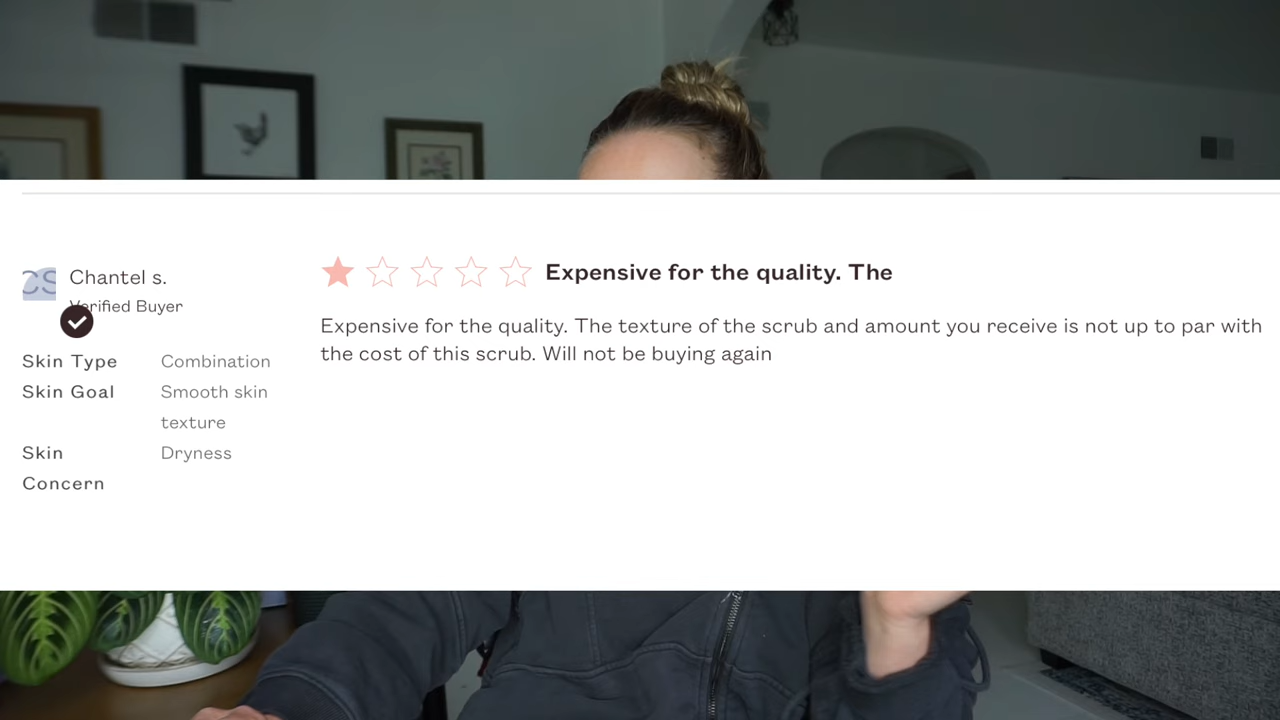 CS
Chantel s.
Verified Buyer
Skin Type Combination
Skin Goal Smooth skin
texture
Skin Dryness
Concern
Expensive for the quality. The
Expensive for the quality. The texture of the scrub and amount you receive is not up to par with
the cost of this scrub. Will not be buying again